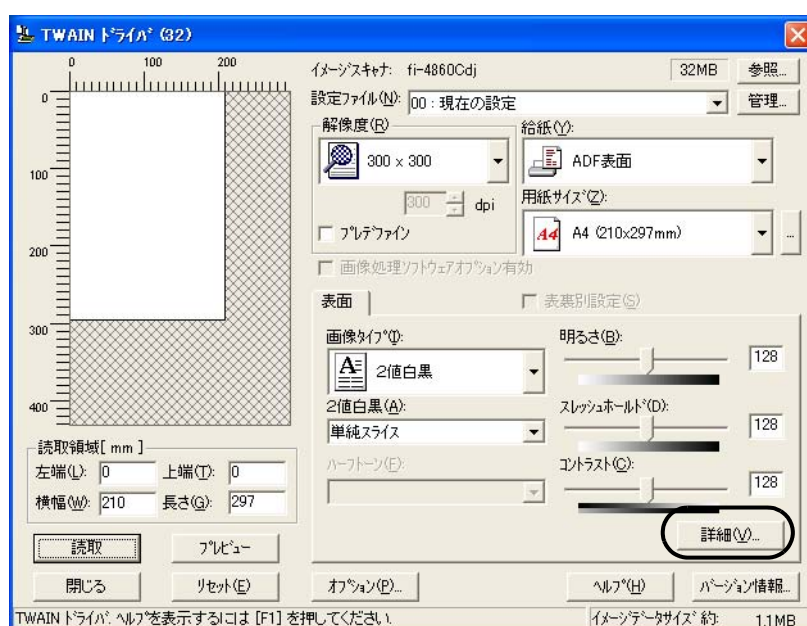 TWAIN ドライバ (32)
0 100 200
0
100
200
300
400
イメージスキャナ: fi-4860Cdj 32MB 参照...
設定ファイル(N): 00 : 現在の設定 管理...
解像度(R)
300 × 300
300 dpi
プレデファイン
給紙(Y):
ADF表面
用紙サイズ(Z):
A4 A4 (210x297mm) ...
画像処理ソフトウェアオプション有効
表面
表裏別設定(S)
画像タイプ(I):
A 2値白黒
2値白黒(A):
単純スライス
ハーフトーン(F):
明るさ(B):
128
スレッショホールド(D):
128
コントラスト(C):
128
詳細(V)...
読取領域[ mm ]
左端(L): 0 上端(T): 0
横幅(W): 210 長さ(G): 297
読取 プレビュー
閉じる リセット(E) オプション(P)... ヘルプ(H) バージョン情報...
TWAIN ドライバ. ヘルプを表示するには [F1] を押してください. イメージデータサイズ 約: 1.1MB